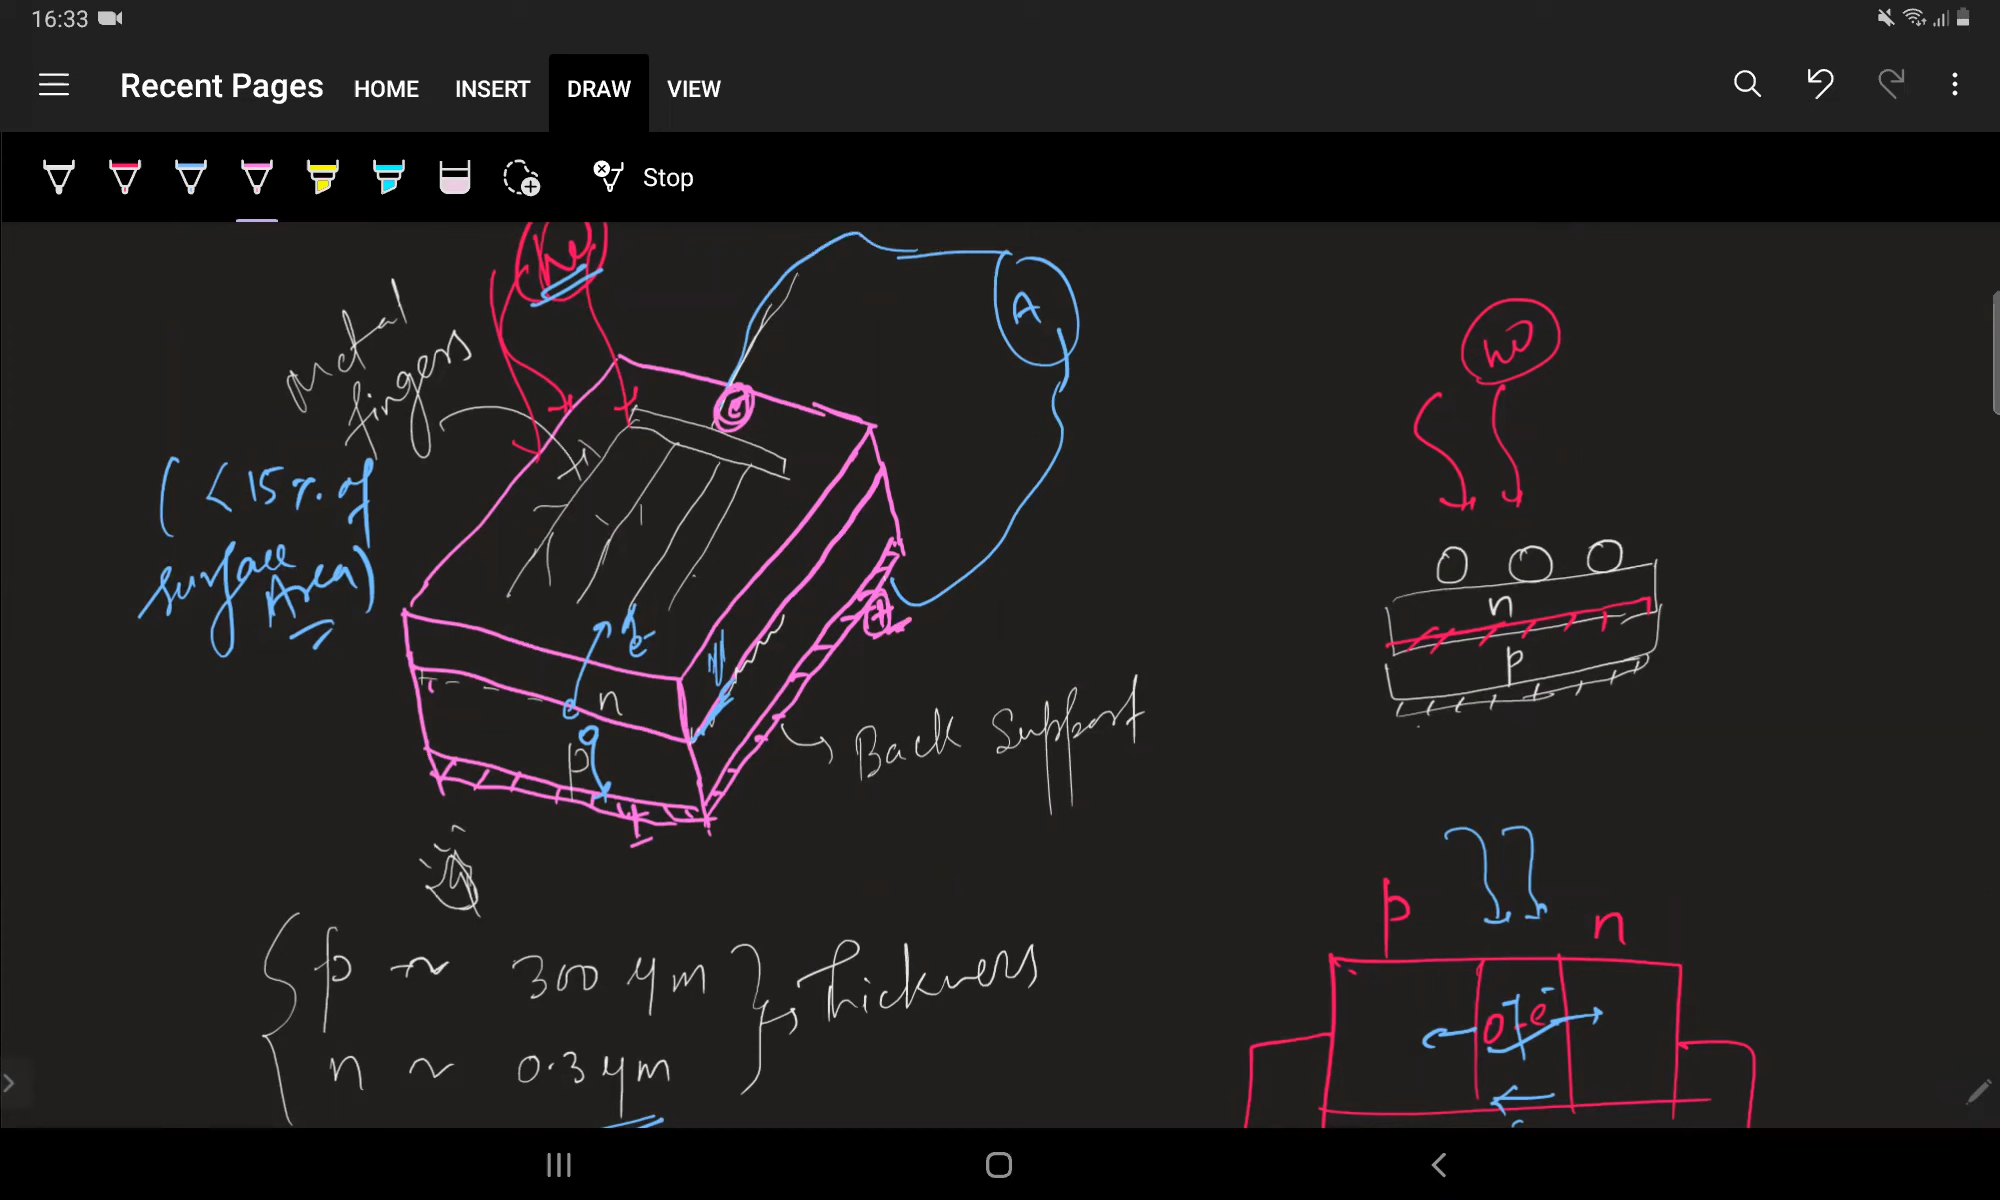 16:33
Recent Pages HOME INSERT DRAW VIEW
Stop
hν
Metal
fingers
(<15%. of
surface
Area)
A
e⁻
n
p
+
Back Support
hν
n
p
{ p ~ 300 μm } → thickness
n ~ 0.3 μm
p n
e⁻